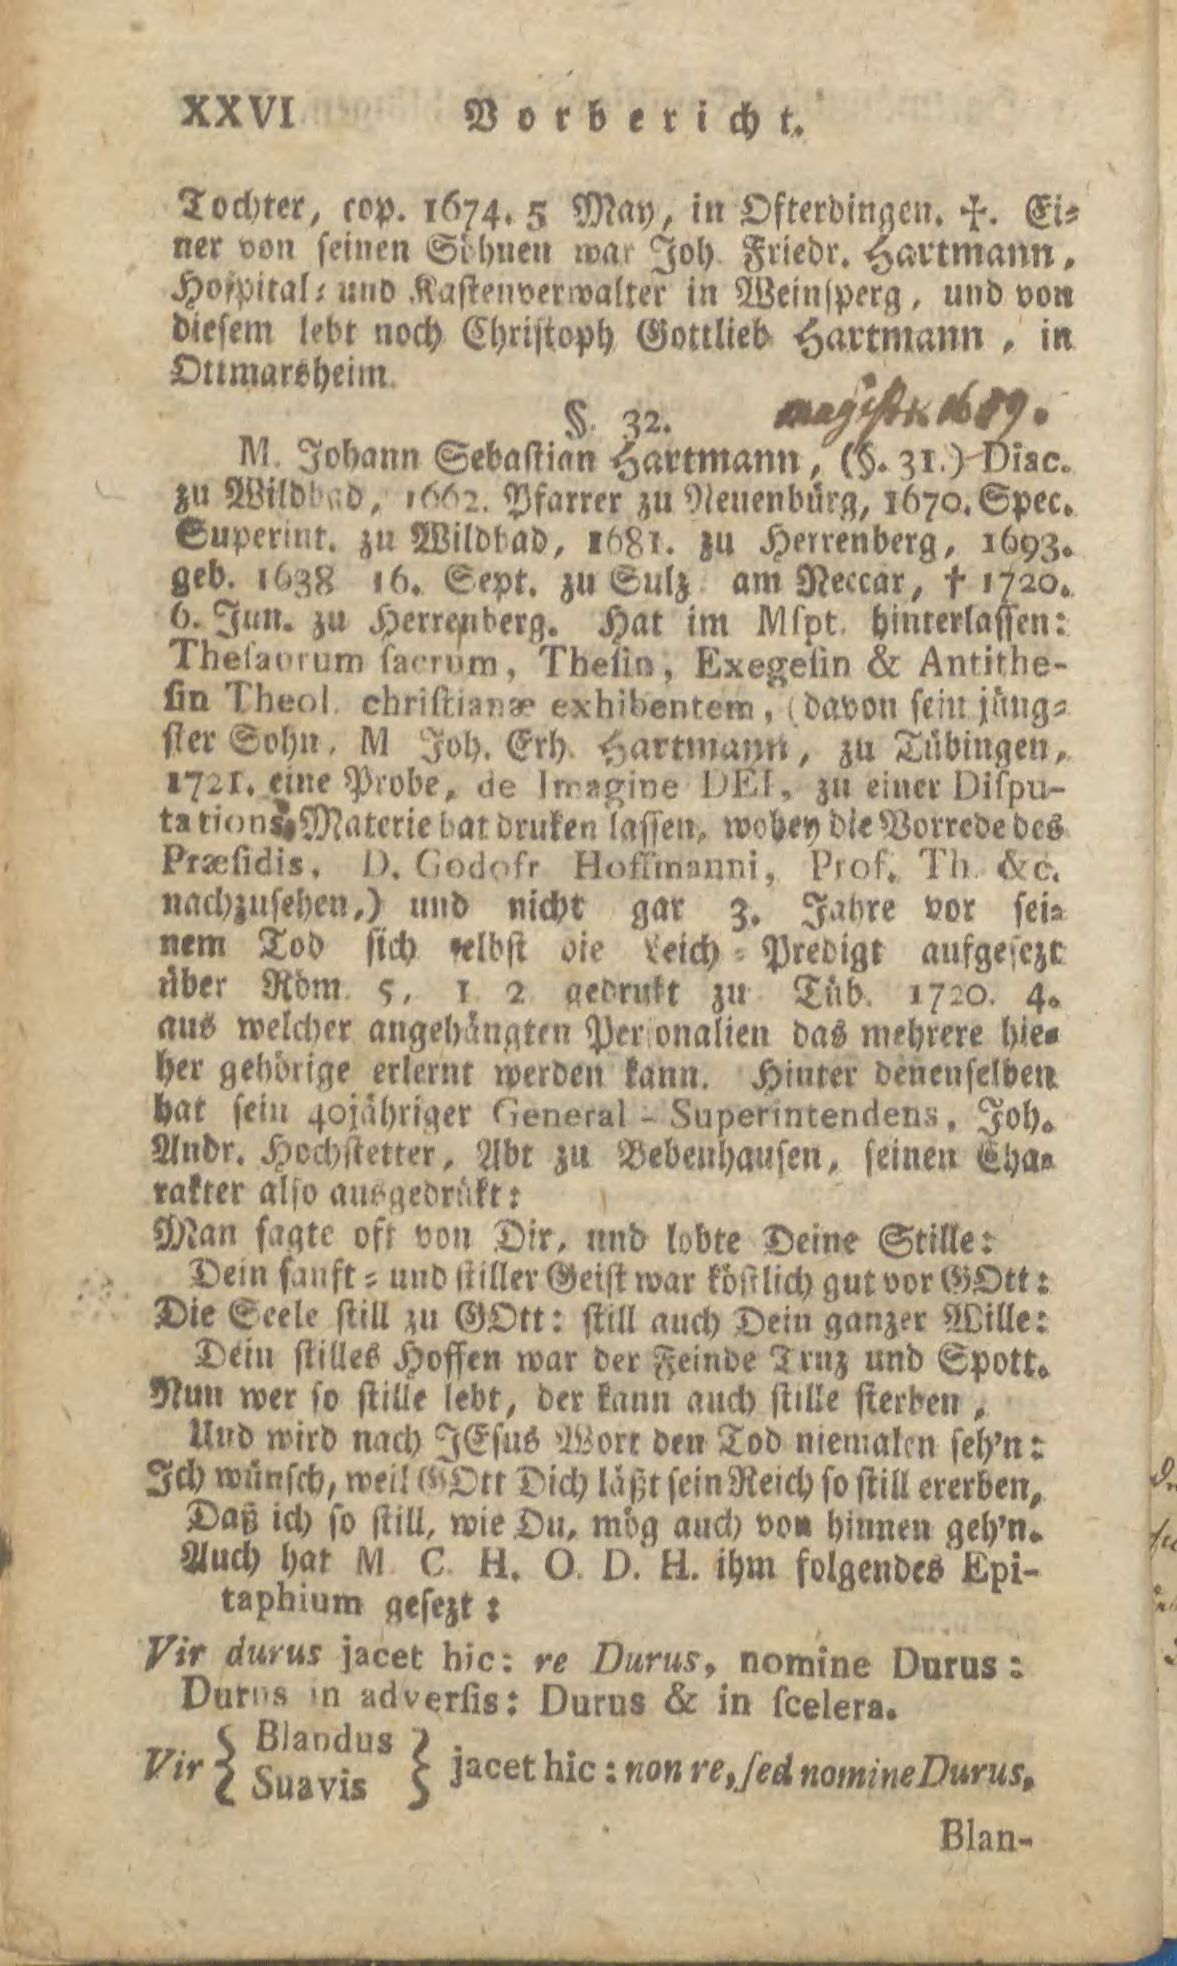 XXVI Vorbericht.
Tochter, cop. 1674. 5 May, in Ofterdingen. ✢. Ei-
ner von seinen Söhnen war Joh. Friedr. Hartmann,
Hospital- und Kastenverwalter in Weinsperg, und von
diesem lebt noch Christoph Gottlieb Hartmann, in
Ottmarsheim.
§. 32. magister 1659.
M. Johann Sebastian Hartmann, (§. 31.) Diac.
zu Wildbad, 1662. Pfarrer zu Neuenbürg, 1670. Spec.
Superint. zu Wildbad, 1681. zu Herrenberg, 1693.
geb. 1638 16. Sept. zu Sulz am Neccar, † 1720.
6. Jun. zu Herrenberg. Hat im Mspt. hinterlassen:
Thesaurum sacrum, Thesin, Exegesin & Antithe-
sin Theol. christianæ exhibentem, (davon sein jüng-
ster Sohn, M Joh. Erh. Hartmann, zu Tübingen,
1721. eine Probe, de Imagine DEI, zu einer Dispu-
tations-Materie hat druken lassen, wobey die Vorrede des
Præsidis, D. Godofr Hoffmanni, Prof. Th. &c.
nachzusehen,) und nicht gar 3. Jahre vor sei-
nem Tod sich selbst die Leich-Predigt aufgesezt
über Röm. 5, 1 2 gedrukt zu Tüb. 1720. 4.
aus welcher angehängten Personalien das mehrere hie-
her gehörige erlernt werden kann. Hinter denenselben
hat sein 40jähriger General-Superintendens, Joh.
Andr. Hochstetter, Abt zu Bebenhausen, seinen Cha-
rakter also ausgedrükt:
Man sagte oft von Dir, und lobte Deine Stille:
Dein sanft- und stiller Geist war köstlich gut vor GOtt:
Die Seele still zu GOtt: still auch Dein ganzer Wille:
Dein stilles Hoffen war der Feinde Truz und Spott.
Nun wer so stille lebt, der kann auch stille sterben,
Und wird nach JEsus Wort den Tod niemalen seh'n:
Ich wünsch, weil GOtt Dich läßt sein Reich so still ererben,
Daß ich so still, wie Du, mög auch von hinnen geh'n.
Auch hat M. C. H. O. D. H. ihm folgendes Epi-
taphium gesezt:
Vir durus jacet hic: re Durus, nomine Durus:
Durus in adversis: Durus & in scelera.
Vir { Blandus
Suavis } jacet hic: non re, sed nomine Durus,
Blan-